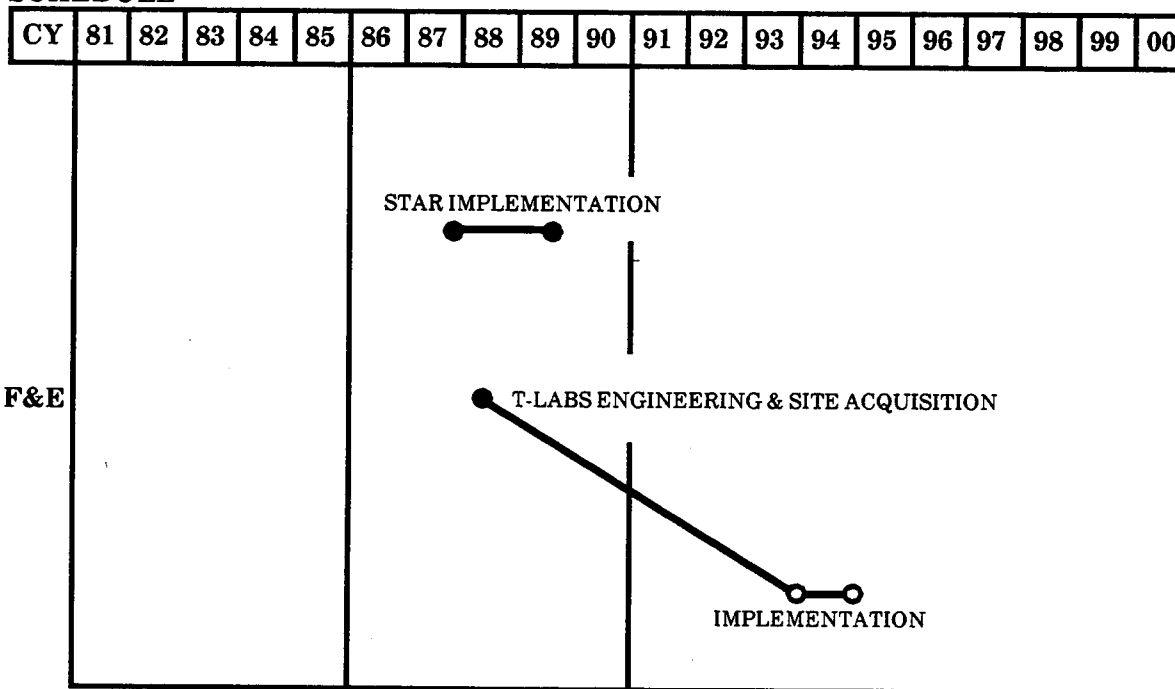 SCHEDULE
CY 81 82 83 84 85 86 87 88 89 90 91 92 93 94 95 96 97 98 99 00
STAR IMPLEMENTATION
F&E
T-LABS ENGINEERING & SITE ACQUISITION
IMPLEMENTATION